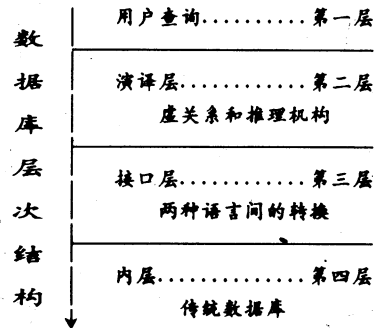 数据库层次结构
用户查询............第一层
演译层............第二层
虚关系和推理机构
接口层............第三层
两种语言间的转换
内层..............第四层
传统数据库